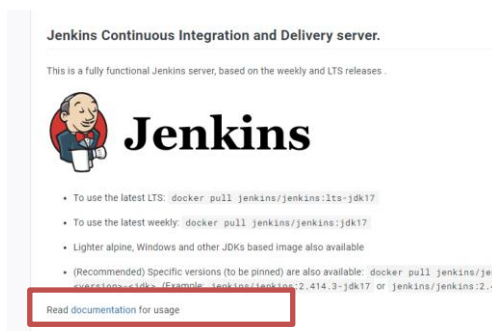 Jenkins Continuous Integration and Delivery server.
This is a fully functional Jenkins server, based on the weekly and LTS releases .
Jenkins
To use the latest LTS: docker pull jenkins/jenkins:lts-jdk17
To use the latest weekly: docker pull jenkins/jenkins:jdk17
Lighter alpine, Windows and other JDKs based image also available
(Recommended) Specific versions (to be pinned) are also available: docker pull jenkins/jen
<version>-<jdk> (Example: jenkins/jenkins:2.414.3-jdk17 or jenkins/jenkins:2.4
Read documentation for usage